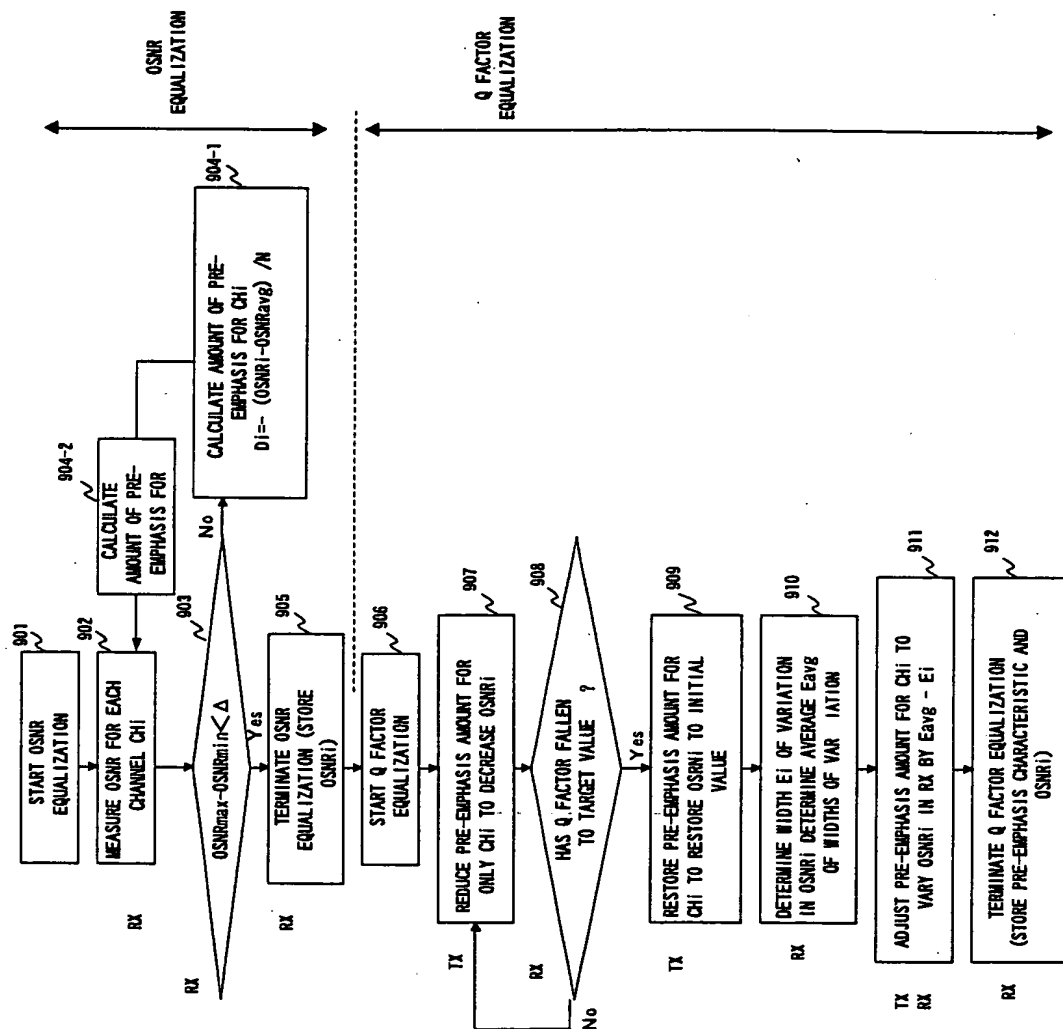 901
START OSNR
EQUALIZATION
902
RX
MEASURE OSNR FOR EACH
CHANNEL CHi
904-2
CALCULATE
AMOUNT OF PRE-
EMPHASIS FOR
904-1
CALCULATE AMOUNT OF PRE-
EMPHASIS FOR CHi
Di=- (OSNRi-OSNRavg) /N
903
RX
OSNRmax-OSNRmin<Δ
No
Yes
905
RX
TERMINATE OSNR
EQUALIZATION (STORE
OSNRi)
OSNR
EQUALIZATION
906
START Q FACTOR
EQUALIZATION
907
TX
REDUCE PRE-EMPHASIS AMOUNT FOR
ONLY CHi TO DECREASE OSNRi
908
RX
HAS Q.FACTOR FALLEN
TO TARGET VALUE ?
No
Yes
909
TX
RESTORE PRE-EMPHASIS AMOUNT FOR
CHi TO RESTORE OSRNi TO INITIAL
VALUE
910
RX
DETERMINE WIDTH Ei OF VARIATION
IN OSNRi DETERMINE AVERAGE Eavg
OF WIDTHS OF VAR IATION
911
TX
RX
ADJUST PRE-EMPHASIS AMOUNT FOR CHi TO
VARY OSNRi IN RX BY Eavg - Ei
912
RX
TERMINATE Q FACTOR EQUALIZATION
(STORE PRE-EMPHASIS CHARACTERISTIC AND
OSNRi)
Q FACTOR
EQUALIZATION